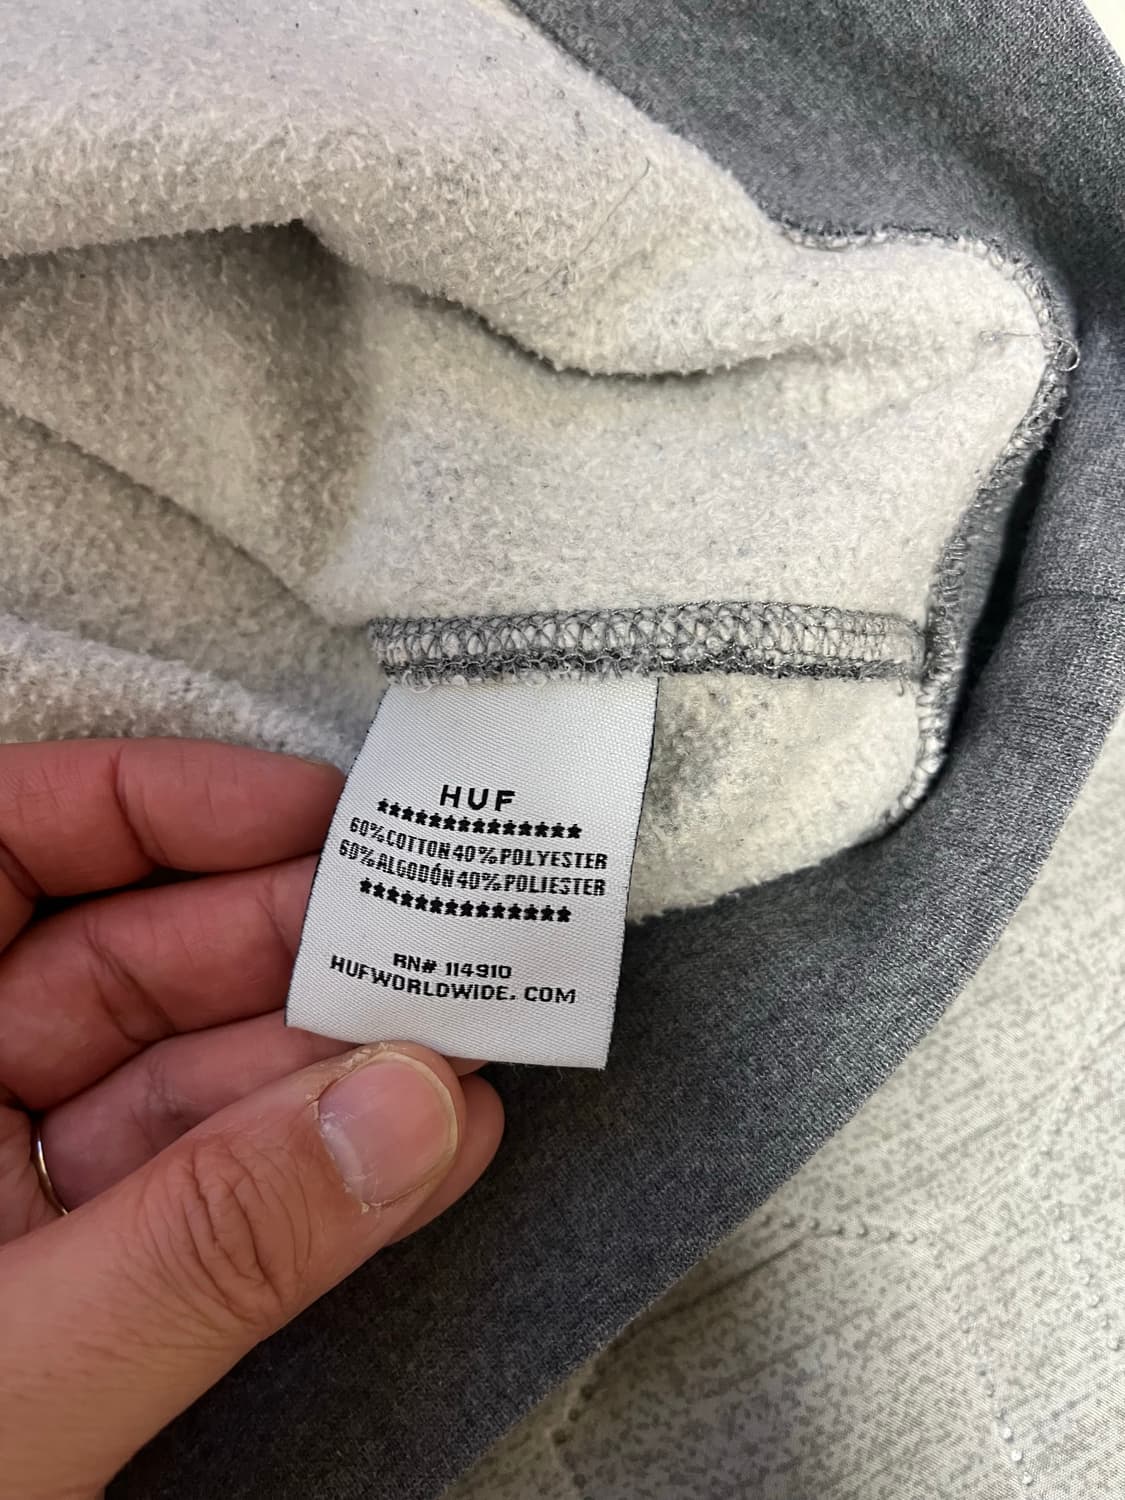 HUF
★★★★★★★★★★★★★★
60% COTTON 40% POLYESTER
60% ALGODÓN 40% POLIESTER
★★★★★★★★★★★★★★
RN# 114910
HUFWORLDWIDE. COM